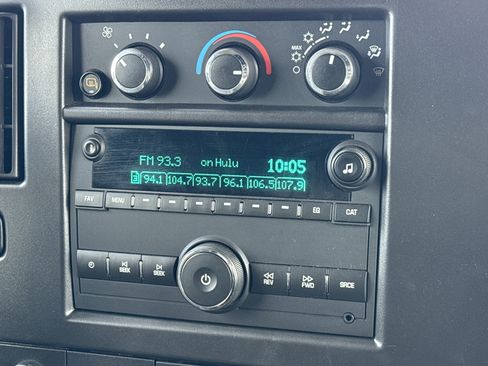 MAX
FM 93.3 on Hulu 10:05
3 94.1 104.7 93.7 96.1 106.5 107.9
FAV MENU EQ CAT
SEEK SEEK REV FWD SRCE